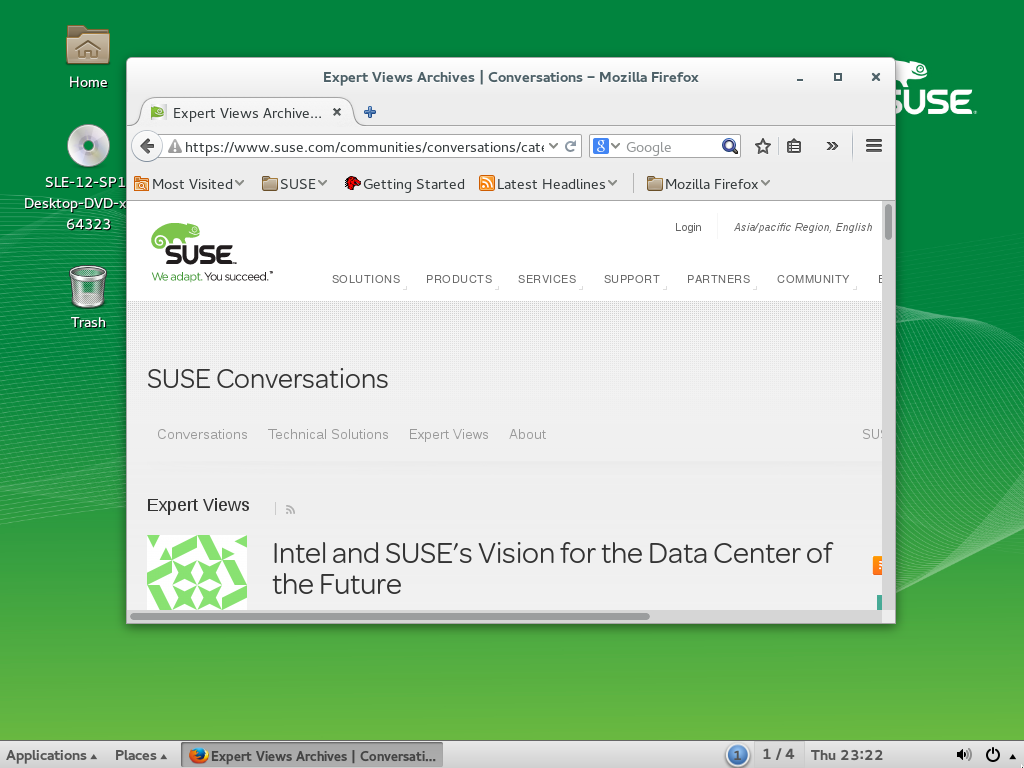 Home
SLE-12-SP1
Desktop-DVD-x
64323
Trash
SUSE
Expert Views Archives | Conversations – Mozilla Firefox
Expert Views Archive...
https://www.suse.com/communities/conversations/cate
8 Google
Most Visited SUSE Getting Started Latest Headlines Mozilla Firefox
Login Asia/pacific Region, English
SUSE
We adapt. You succeed.™
SOLUTIONS PRODUCTS SERVICES SUPPORT PARTNERS COMMUNITY
SUSE Conversations
Conversations Technical Solutions Expert Views About SUS
Expert Views
Intel and SUSE's Vision for the Data Center of
the Future
Applications Places Expert Views Archives | Conversati... 1 1 / 4 Thu 23:22